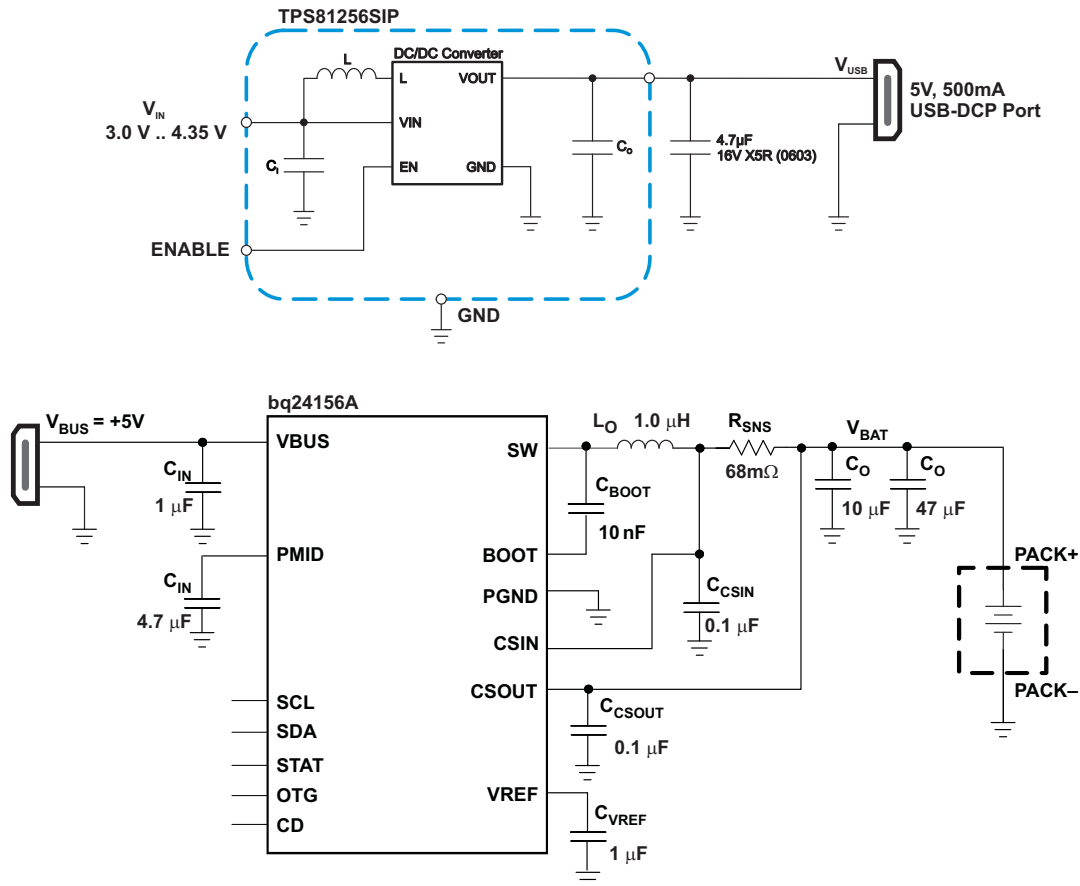 TPS81256SIP
DC/DC Converter
L
L
VOUT
VIN
EN
GND
V_IN
3.0 V .. 4.35 V
C_I
C_o
4.7µF
16V X5R (0603)
V_USB
5V, 500mA
USB-DCP Port
ENABLE
GND
bq24156A
V_BUS = +5V
VBUS
C_IN
1 µF
PMID
C_IN
4.7 µF
SCL
SDA
STAT
OTG
CD
SW
BOOT
PGND
CSIN
CSOUT
VREF
L_O 1.0 µH
R_SNS
68mΩ
V_BAT
C_BOOT
10 nF
C_O
10 µF
C_O
47 µF
C_CSIN
0.1 µF
C_CSOUT
0.1 µF
C_VREF
1 µF
PACK+
PACK–